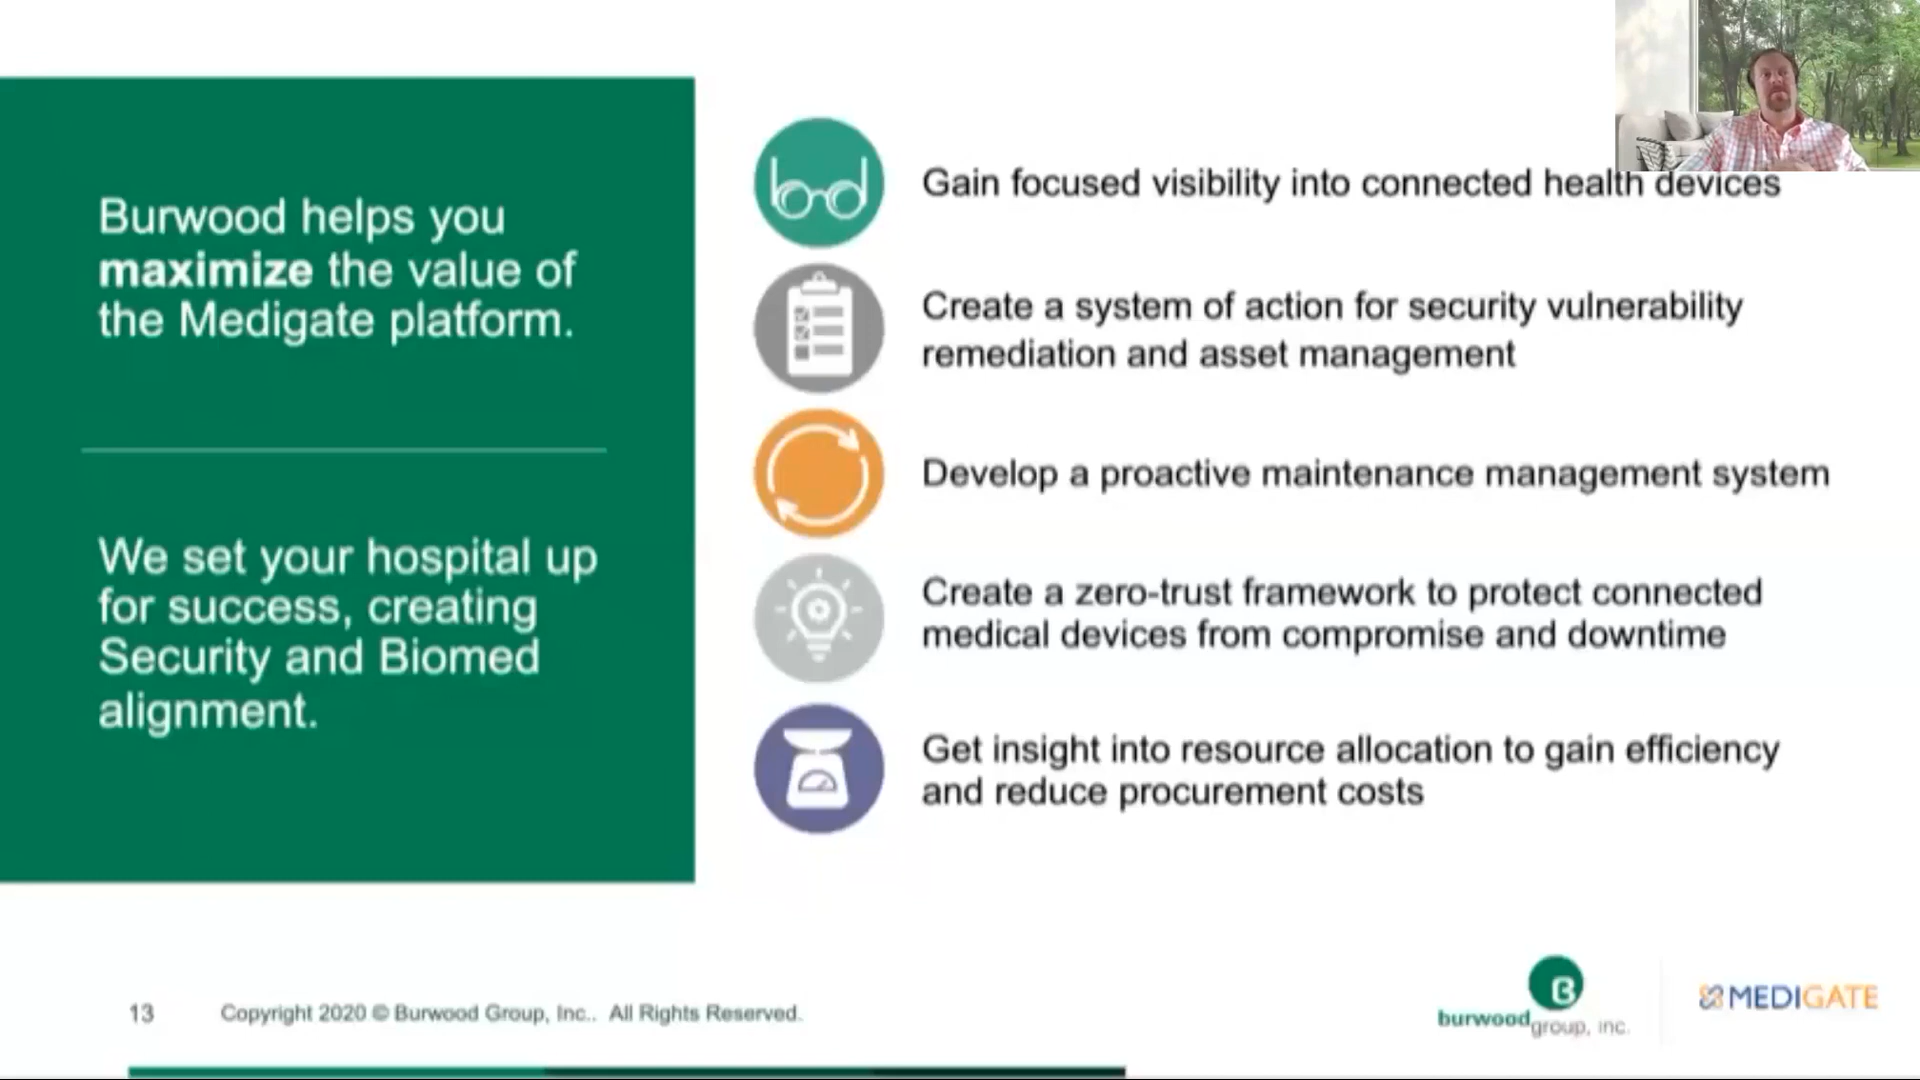 Burwood helps you
maximize the value of
the Medigate platform.
We set your hospital up
for success, creating
Security and Biomed
alignment.
Gain focused visibility into connected health devices
Create a system of action for security vulnerability
remediation and asset management
Develop a proactive maintenance management system
Create a zero-trust framework to protect connected
medical devices from compromise and downtime
Get insight into resource allocation to gain efficiency
and reduce procurement costs
13
Copyright 2020 © Burwood Group, Inc.. All Rights Reserved.
B
burwoodgroup, inc.
MEDIGATE